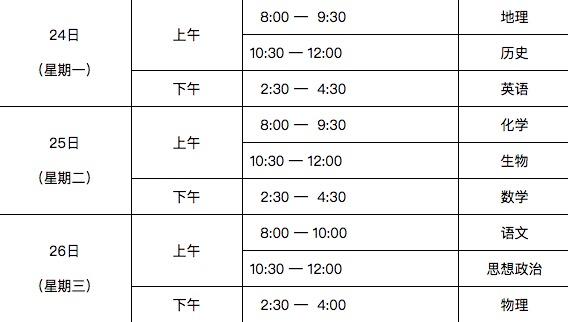 24日
（星期一）
上午
8:00 — 9:30
地理
10:30 — 12:00
历史
下午
2:30 — 4:30
英语
25日
（星期二）
上午
8:00 — 9:30
化学
10:30 — 12:00
生物
下午
2:30 — 4:30
数学
26日
（星期三）
上午
8:00 — 10:00
语文
10:30 — 12:00
思想政治
下午
2:30 — 4:00
物理